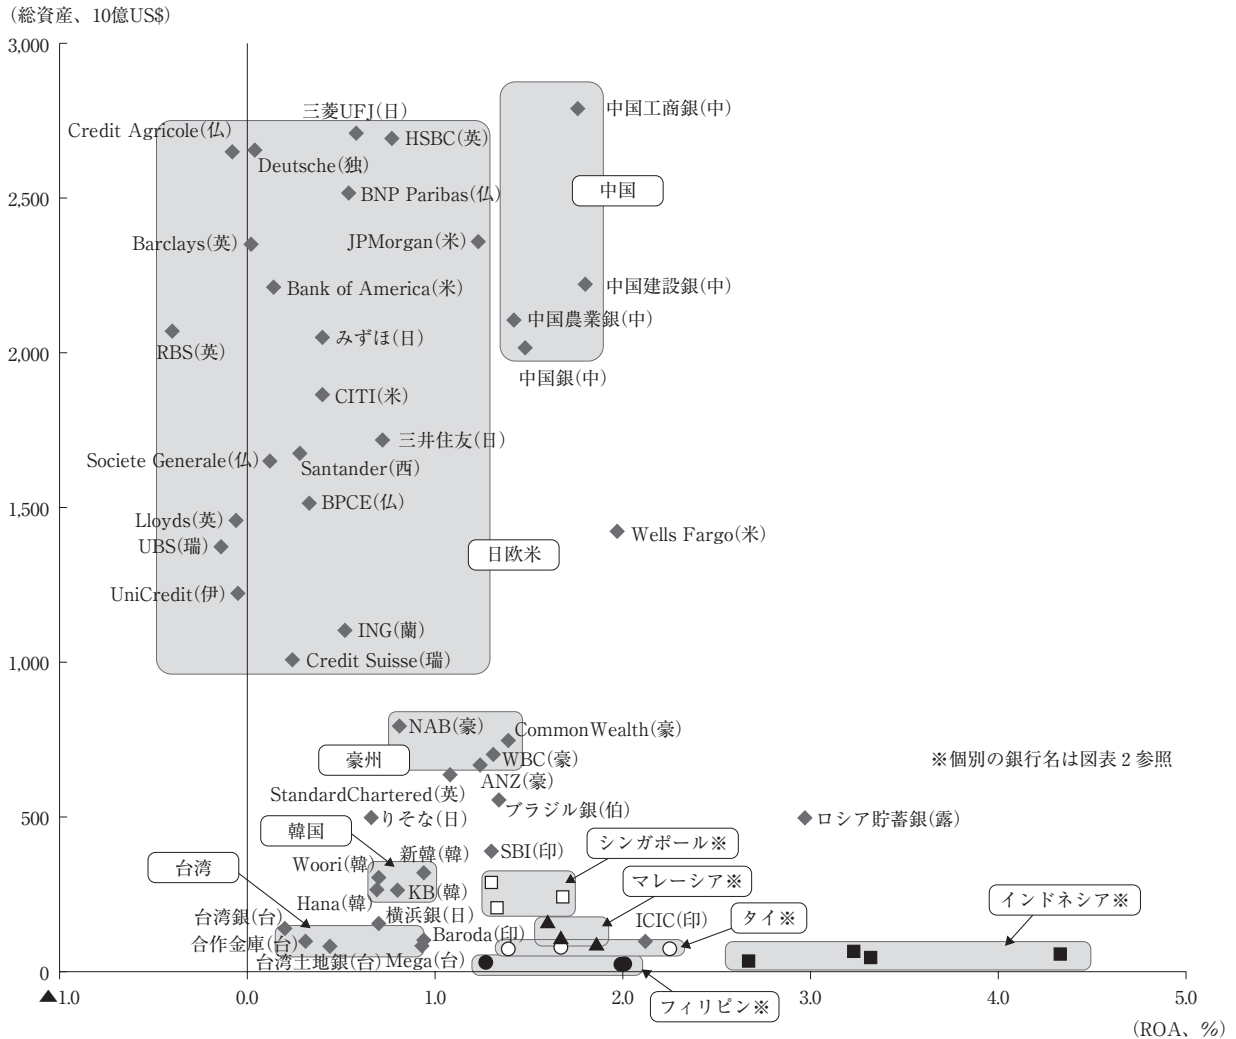 (総資産、10億US$)
3,000
三菱UFJ(日)
中国工商銀(中)
Credit Agricole(仏)
HSBC(英)
Deutsche(独)
2,500
BNP Paribas(仏)
中国
Barclays(英)
JPMorgan(米)
Bank of America(米)
中国建設銀(中)
中国農業銀(中)
みずほ(日)
2,000
RBS(英)
中国銀(中)
CITI(米)
三井住友(日)
Societe Generale(仏)
Santander(西)
1,500
BPCE(仏)
Lloyds(英)
Wells Fargo(米)
UBS(瑞)
日欧米
UniCredit(伊)
ING(蘭)
1,000
Credit Suisse(瑞)
NAB(豪)
CommonWealth(豪)
豪州
WBC(豪)
※個別の銀行名は図表2参照
ANZ(豪)
StandardChartered(英)
ブラジル銀(伯)
500
りそな(日)
ロシア貯蓄銀(露)
韓国
シンガポール※
台湾
Woori(韓)
新韓(韓)
SBI(印)
マレーシア※
Hana(韓)
KB(韓)
インドネシア※
台湾銀(台)
横浜銀(日)
ICIC(印)
タイ※
合作金庫(台)
Baroda(印)
台湾土地銀(台)
Mega(台)
0
▲1.0
0.0
1.0
2.0
3.0
4.0
5.0
フィリピン※
(ROA、%)